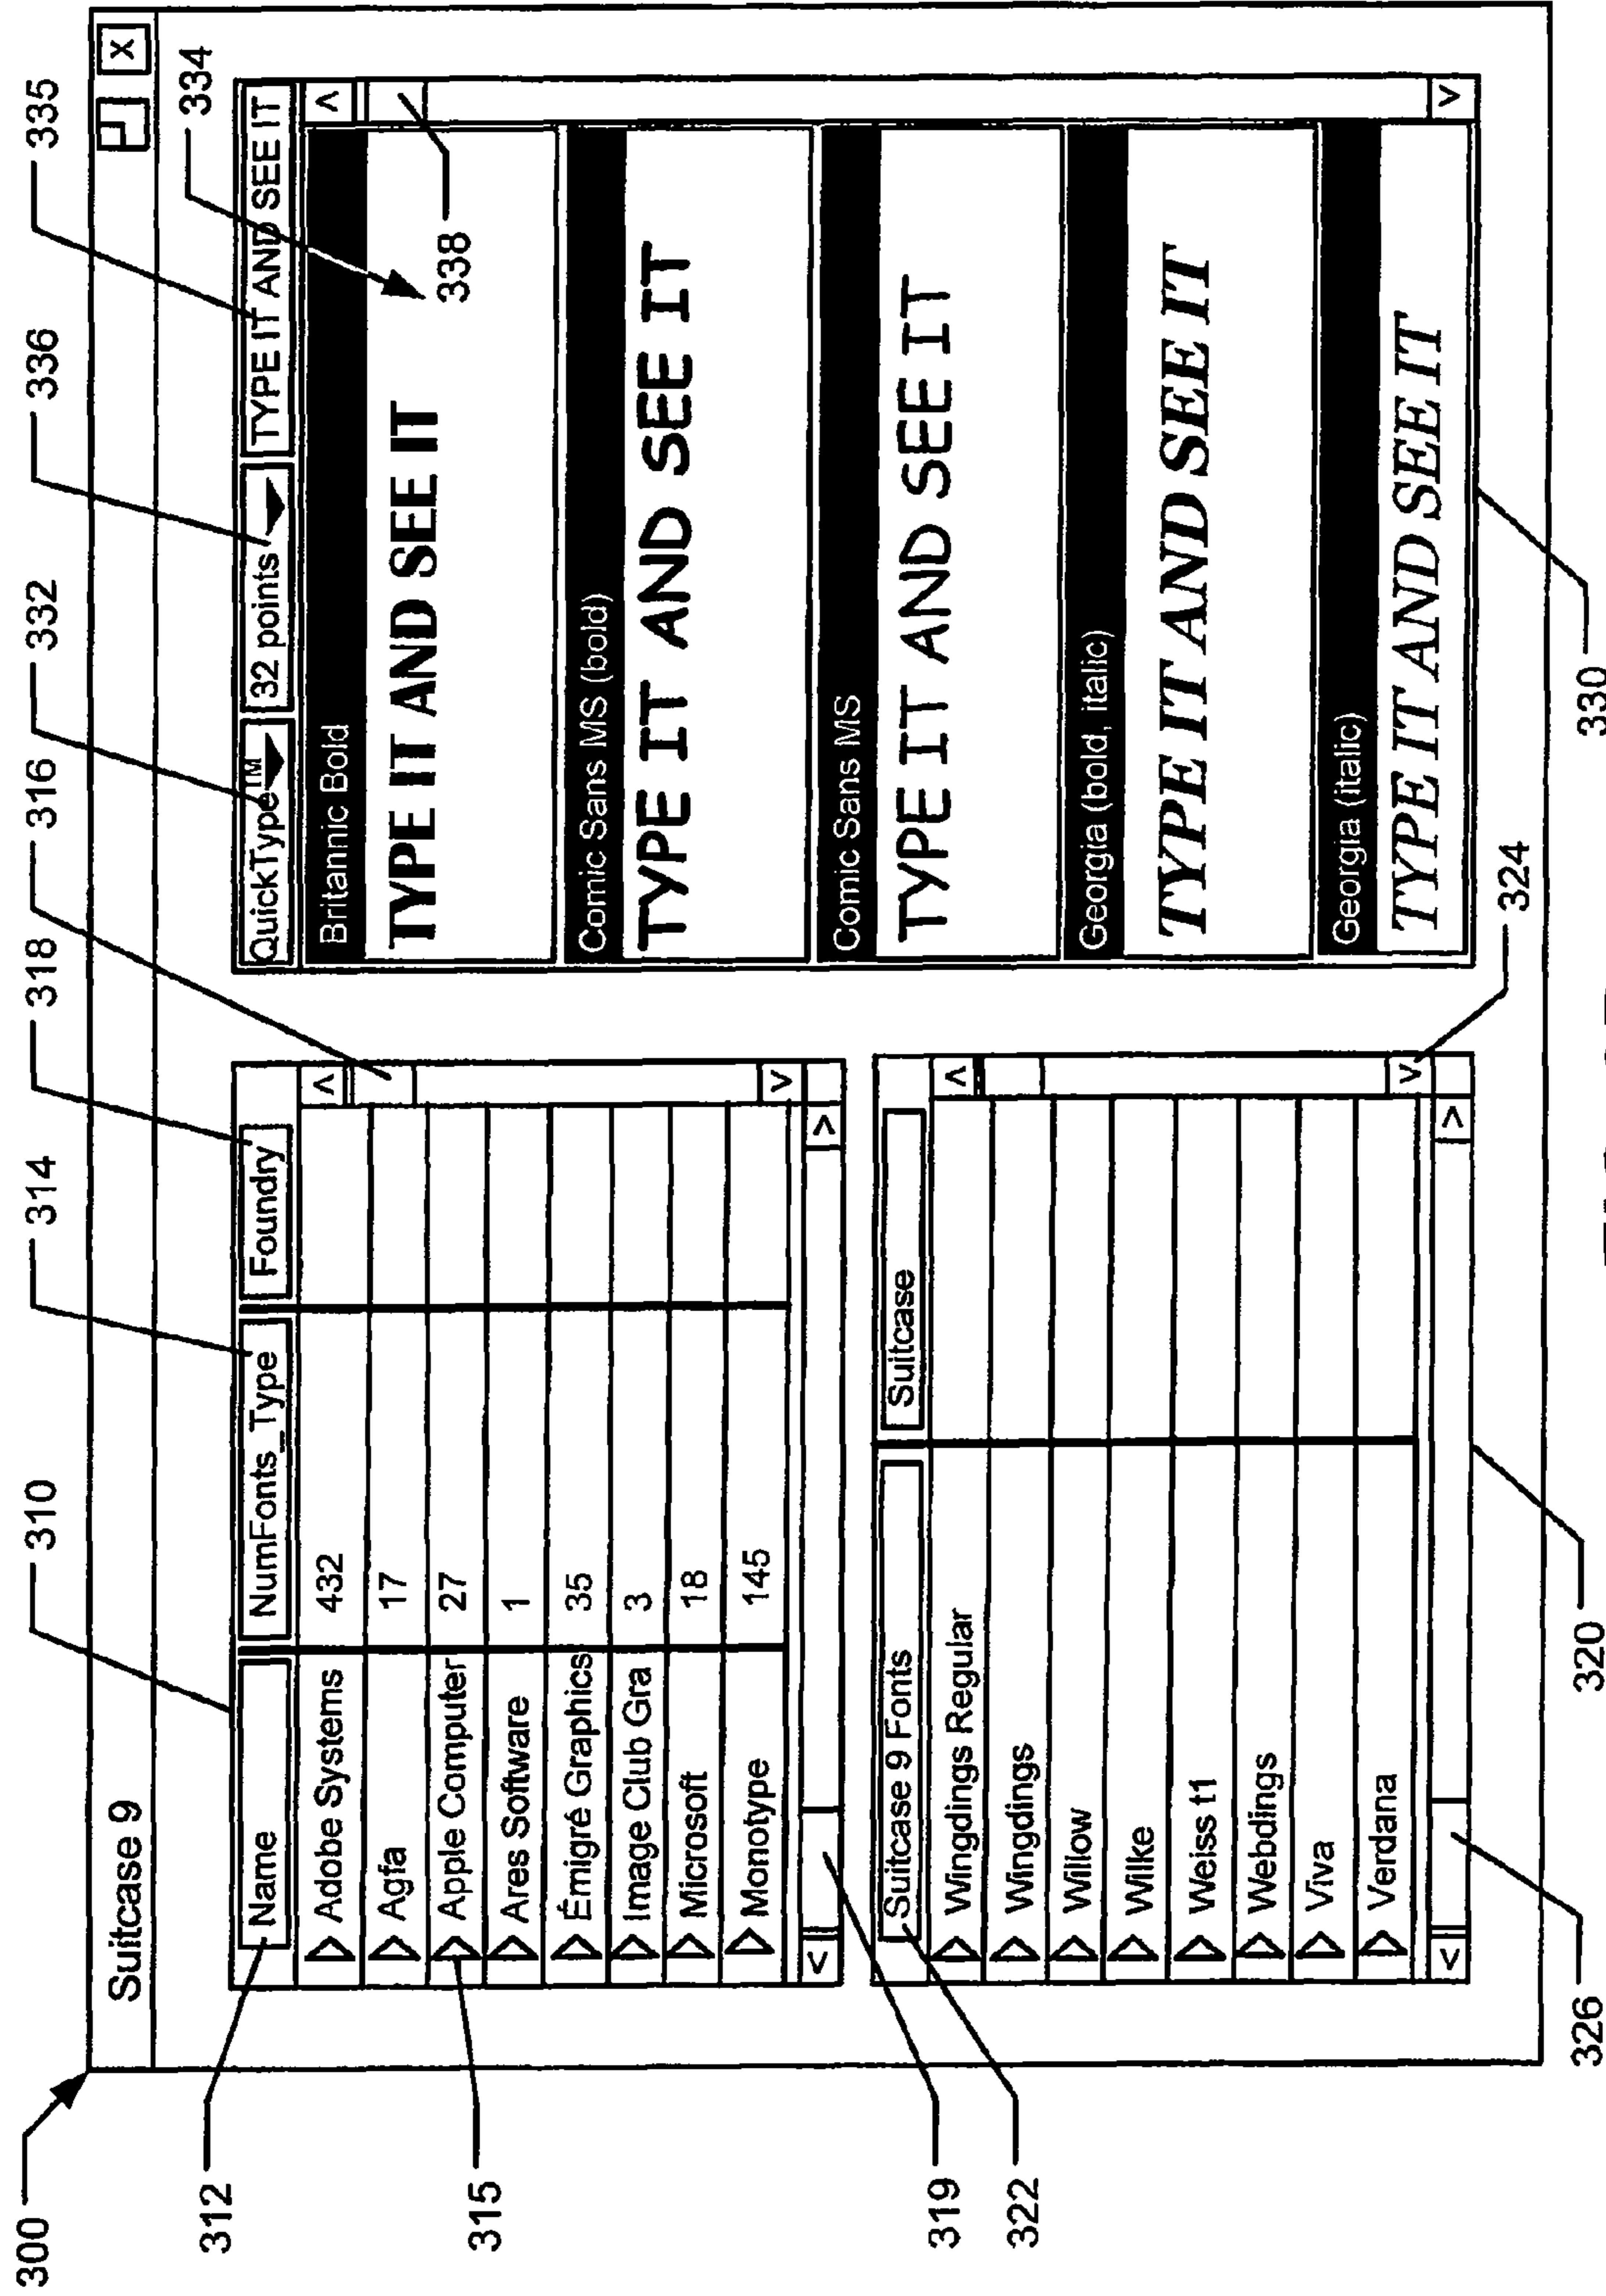 300
310
314
318
316
332
336
335
334
Suitcase 9
X
312
Name
NumFonts_Type
Foundry
Adobe Systems 432
Agfa 17
Apple Computer 27
Ares Software 1
Émigré Graphics 35
Image Club Gra 3
Microsoft 18
Monotype 145
315
319
322
Suitcase 9 Fonts
Suitcase
Wingdings Regular
Wingdings
Willow
Wilke
Weiss t1
Webdings
Viva
Verdana
326
320
324
QuickType™
32 points
TYPE IT AND SEE IT
Britannic Bold
TYPE IT AND SEE IT
338
Comic Sans MS (bold)
TYPE IT AND SEE IT
Comic Sans MS
TYPE IT AND SEE IT
Georgia (bold, italic)
TYPE IT AND SEE IT
Georgia (italic)
TYPE IT AND SEE IT
330